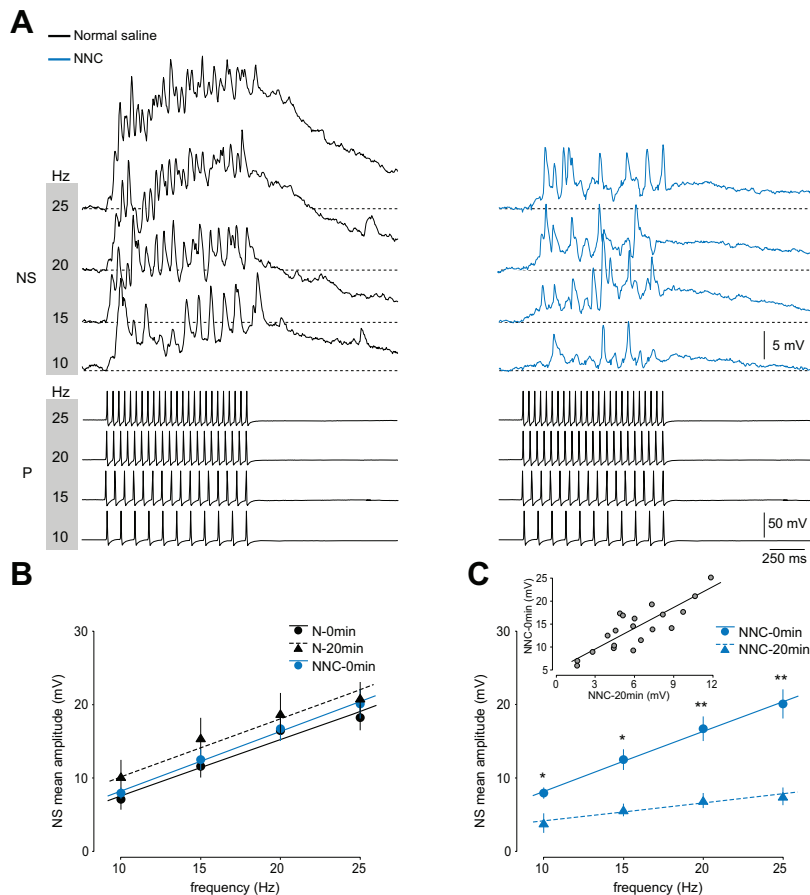 A
Normal saline
NNC
Hz
25
20
NS
15
10
5 mV
Hz
25
20
P
15
10
50 mV
250 ms
B
N-0min
N-20min
NNC-0min
NS mean amplitude (mV)
30
20
10
0
10 15 20 25
frequency (Hz)
C
NNC-0min (mV)
25
20
15
10
5
0 3 6 9 12
NNC-20min (mV)
NNC-0min
NNC-20min
NS mean amplitude (mV)
30
20
10
0
* * ** **
10 15 20 25
frequency (Hz)